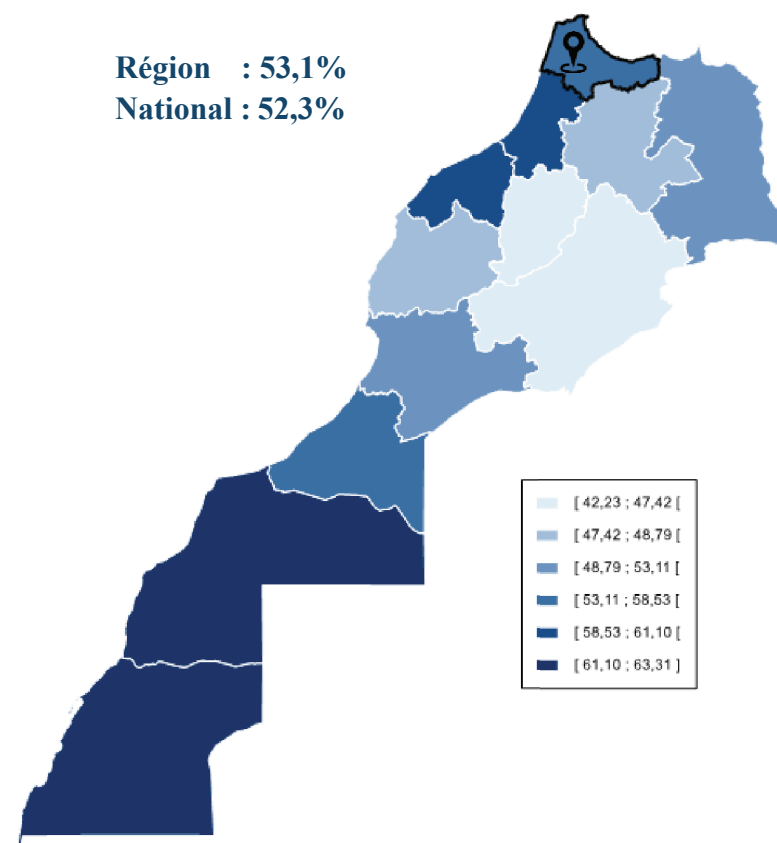 Région : 53,1%
National : 52,3%
[ 42,23 ; 47,42 [
[ 47,42 ; 48,79 [
[ 48,79 ; 53,11 [
[ 53,11 ; 58,53 [
[ 58,53 ; 61,10 [
[ 61,10 ; 63,31 ]